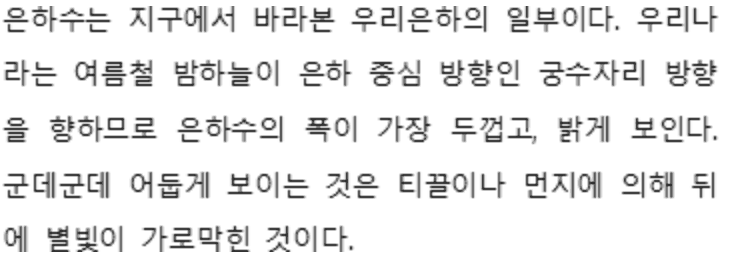 은하수는 지구에서 바라본 우리은하의 일부이다. 우리나
라는 여름철 밤하늘이 은하 중심 방향인 궁수자리 방향
을 향하므로 은하수의 폭이 가장 두껍고, 밝게 보인다.
군데군데 어둡게 보이는 것은 티끌이나 먼지에 의해 뒤
에 별빛이 가로막힌 것이다.